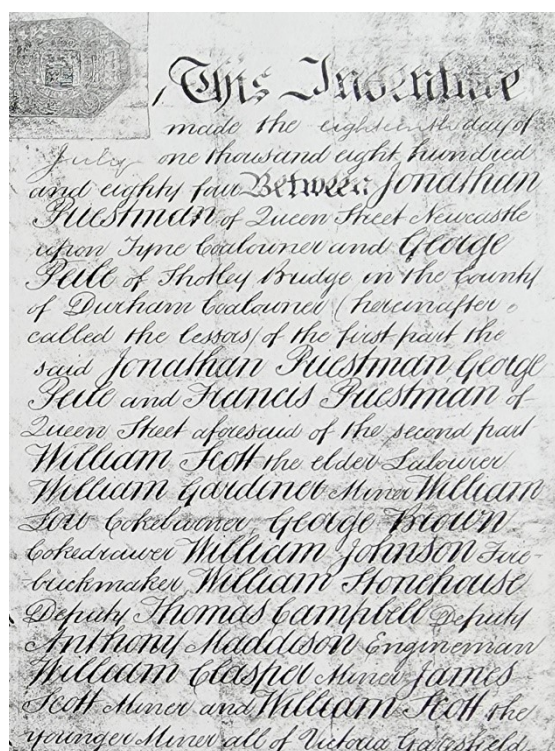 This Indenture
made the eighteenth day of
July one thousand eight hundred
and eighty four Between Jonathan
Priestman of Queen Street Newcastle
upon Tyne Coalowner and George
Peile of Shotley Bridge in the County
of Durham Coalowner (hereinafter
called the lessors) of the first part the
said Jonathan Priestman George
Peile and Francis Priestman of
Queen Street aforesaid of the second part
William Scott the elder Labourer
William Gardiner Miner William
Low Cokeburner George Brown
Cokedrawer William Johnson Fire-
brickmaker William Stonehouse
Deputy Thomas Campbell Deputy
Anthony Maddison Engineman
William Clasper Miner James
Scott Miner and William Scott the
younger Miner all of Victoria Garesfield